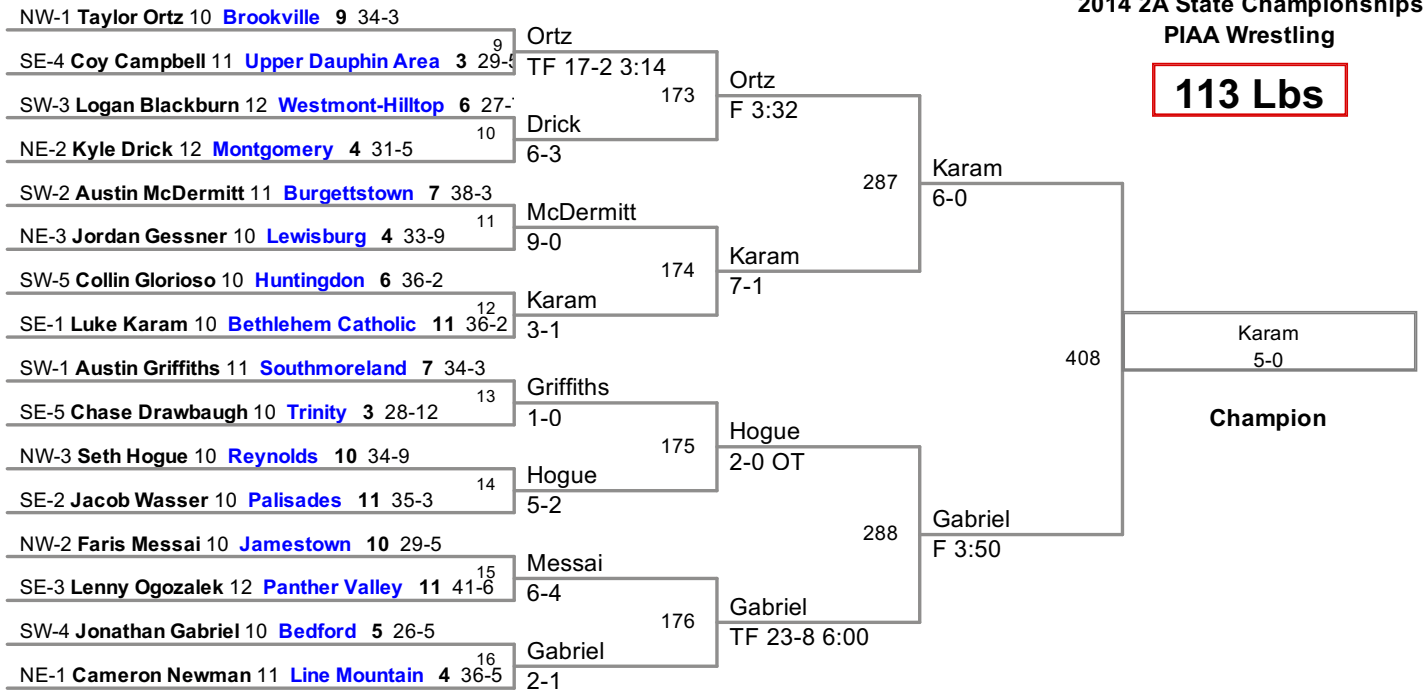 2014 2A State Championships
PIAA Wrestling
113 Lbs
NW-1 Taylor Ortz 10 Brookville 9 34-3
9
SE-4 Coy Campbell 11 Upper Dauphin Area 3 29-5
Ortz
TF 17-2 3:14
SW-3 Logan Blackburn 12 Westmont-Hilltop 6 27-
10
NE-2 Kyle Drick 12 Montgomery 4 31-5
Drick
6-3
173
Ortz
F 3:32
SW-2 Austin McDermitt 11 Burgettstown 7 38-3
11
NE-3 Jordan Gessner 10 Lewisburg 4 33-9
McDermitt
9-0
SW-5 Collin Glorioso 10 Huntingdon 6 36-2
12
SE-1 Luke Karam 10 Bethlehem Catholic 11 36-2
Karam
3-1
174
Karam
7-1
287
Karam
6-0
SW-1 Austin Griffiths 11 Southmoreland 7 34-3
13
SE-5 Chase Drawbaugh 10 Trinity 3 28-12
Griffiths
1-0
NW-3 Seth Hogue 10 Reynolds 10 34-9
14
SE-2 Jacob Wasser 10 Palisades 11 35-3
Hogue
5-2
175
Hogue
2-0 OT
NW-2 Faris Messai 10 Jamestown 10 29-5
15
SE-3 Lenny Ogozalek 12 Panther Valley 11 41-6
Messai
6-4
SW-4 Jonathan Gabriel 10 Bedford 5 26-5
16
NE-1 Cameron Newman 11 Line Mountain 4 36-5
Gabriel
2-1
176
Gabriel
TF 23-8 6:00
288
Gabriel
F 3:50
408
Karam
5-0
Champion